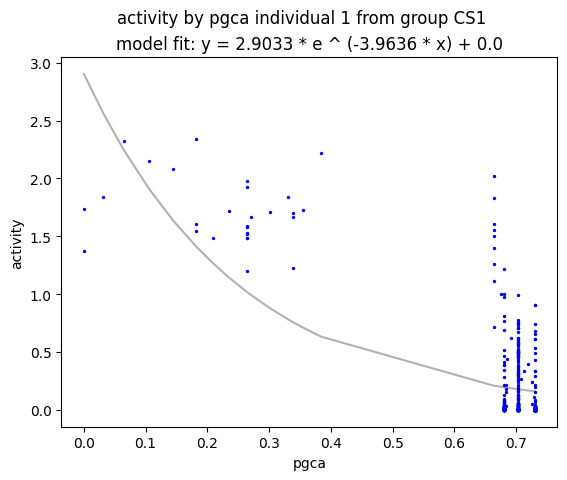 activity by pgca individual 1 from group CS1
model fit: y = 2.9033 * e ^ (-3.9636 * x) + 0.0
3.0
2.5
2.0
1.5
1.0
0.5
0.0
activity
0.0 0.1 0.2 0.3 0.4 0.5 0.6 0.7
pgca